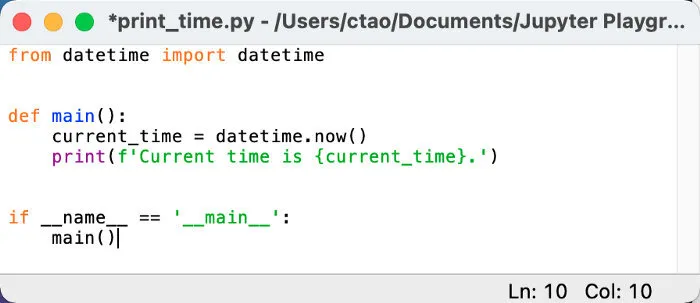 *print_time.py - /Users/ctao/Documents/Jupyter Playgr...
from datetime import datetime
def main():
    current_time = datetime.now()
    print(f'Current time is {current_time}.')
if __name__ == '__main__':
    main()
Ln: 10 Col: 10